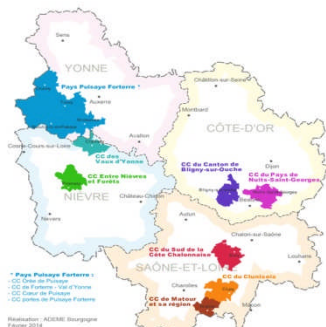 Sens
YONNE
Pays Puisaye Forterre *
Auxerre
Châtillon-sur-Seine
Montbard
CÔTE-D'OR
Avallon
Cosne-Cours-sur-Loire
CC des
Vaux d'Yonne
Dijon
CC du Canton de
Bligny-sur-Ouche
CC du Pays de
Nuits-Saint-Georges
CC Entre Nièvres
et Forêts
NIÈVRE
Château-Chinon
Nevers
Autun
Chalon-sur-Saône
CC du Sud de la
Côte Chalonnaise
Louhans
SAÔNE-ET-LOIRE
CC du Clunisois
Charolles
CC de Matour
et sa région
Mâcon
* Pays Puisaye Forterre :
- CC Orée de Puisaye
- CC de Forterre - Val d'Yonne
- CC Cœur de Puisaye
- CC portes de Puisaye Forterre
Réalisation : ADEME Bourgogne
Février 2014